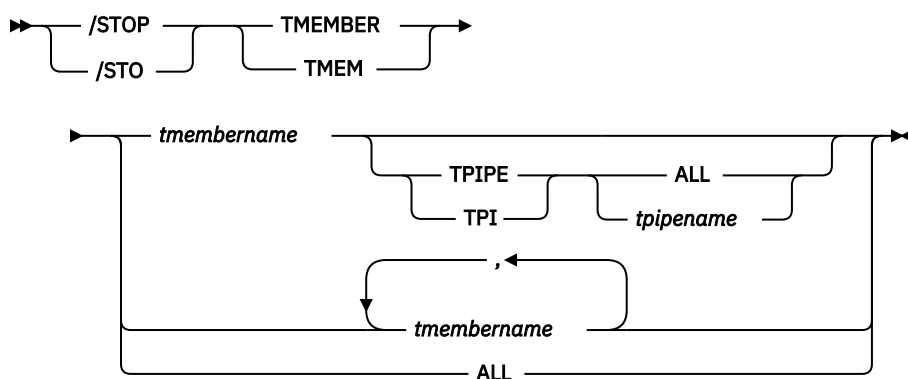 /STOP TMEMBER
/STO TMEM
tmembername
TPIPE ALL
TPI tpipename
,
tmembername
ALL